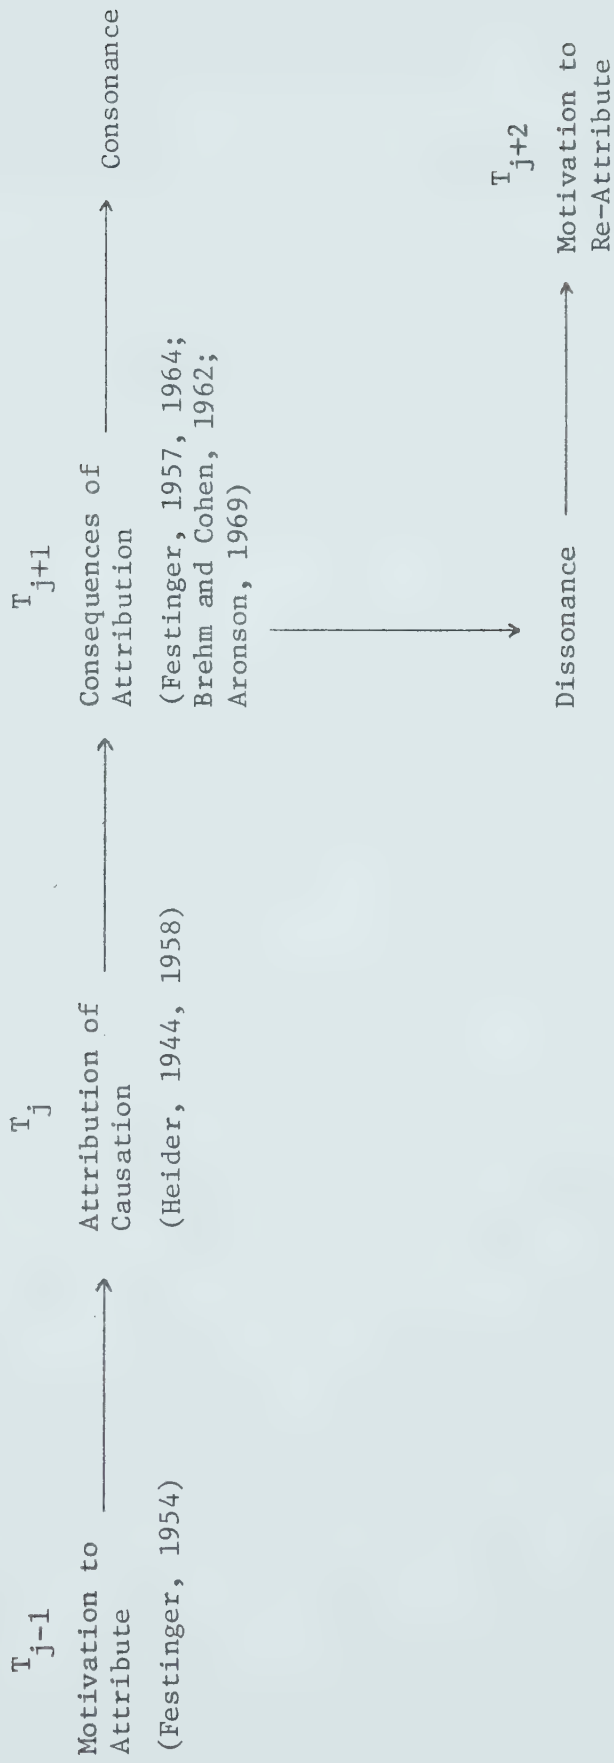 T j-1
Motivation to
Attribute
(Festinger, 1954)
T j
Attribution of
Causation
(Heider, 1944, 1958)
T j+1
Consequences of
Attribution
(Festinger, 1957, 1964;
Brehm and Cohen, 1962;
Aronson, 1969)
Consonance
Dissonance
T j+2
Motivation to
Re-Attribute